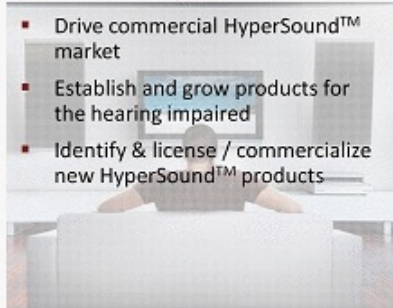 ▪ Drive commercial HyperSound™
market
▪ Establish and grow products for
the hearing impaired
▪ Identify & license / commercialize
new HyperSound™ products